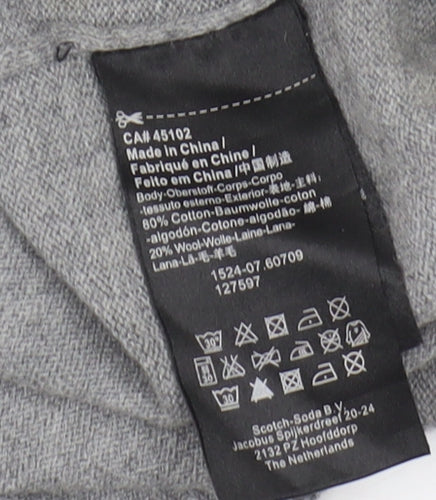 CA# 45102
Made in China /
Fabriqué en Chine /
Feito em China /中国制造
Body-Oberstoff-Corps-Corpo
-tessuto esterno-Exterior-表地-主料:
80% Cotton-Baumwolle-coton
-algodón-Cotone-algodão- 綿-棉
20% Wool-Wolle-Laine-Lana-
Lana-Lã-毛-羊毛
1524-07.60709
127597
30°
30
30
Scotch-Soda B.V.
Jacobus Spijkerdreef 20-24
2132 PZ Hoofddorp
The Netherlands